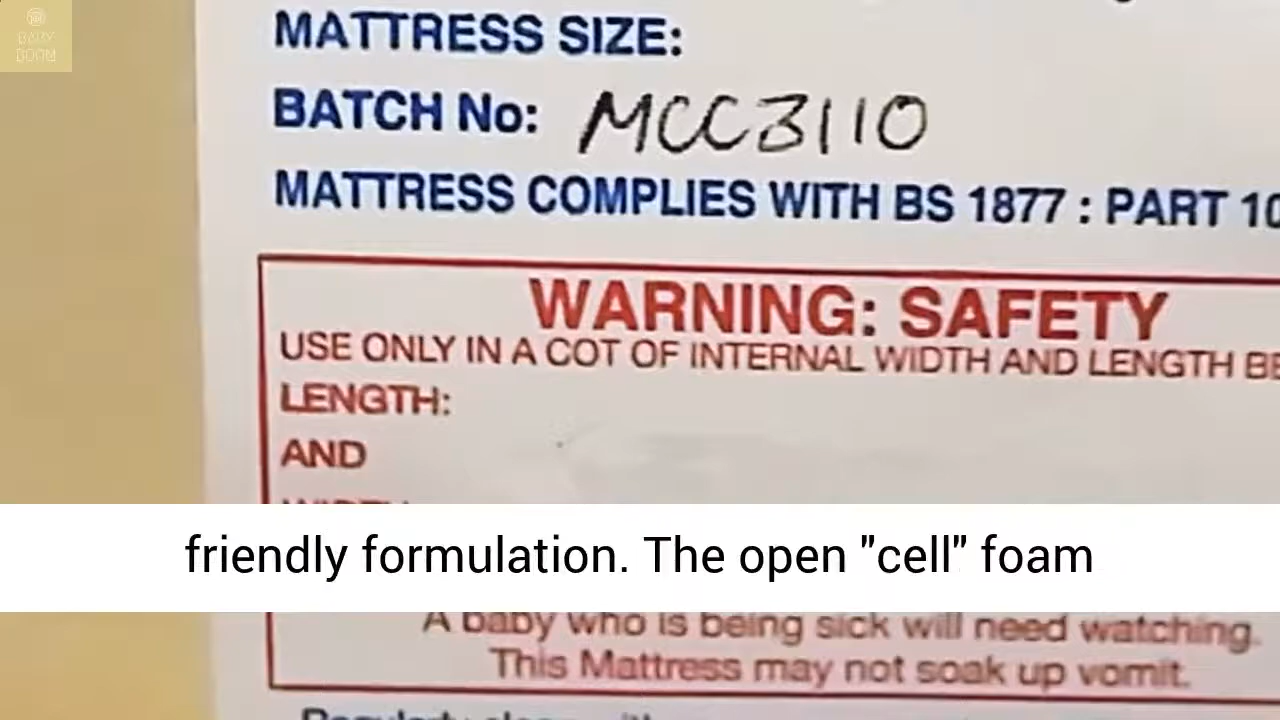 BABY
BOOM
MATTRESS SIZE:
BATCH No: MCC3110
MATTRESS COMPLIES WITH BS 1877 : PART 10
WARNING: SAFETY
USE ONLY IN A COT OF INTERNAL WIDTH AND LENGTH
LENGTH:
AND
friendly formulation. The open "cell" foam
A baby who is being sick will need watching.
This Mattress may not soak up vomit.